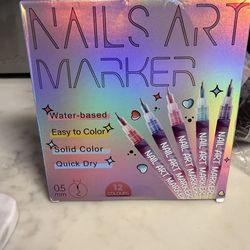 NAILS ART
MARKER
Water-based
Easy to Color
Solid Color
Quick Dry
0.5
mm
12
COLOURS
NAIL ART MARKER
NAIL ART MARKER
NAIL ART MARKER
NAIL ART MARKER